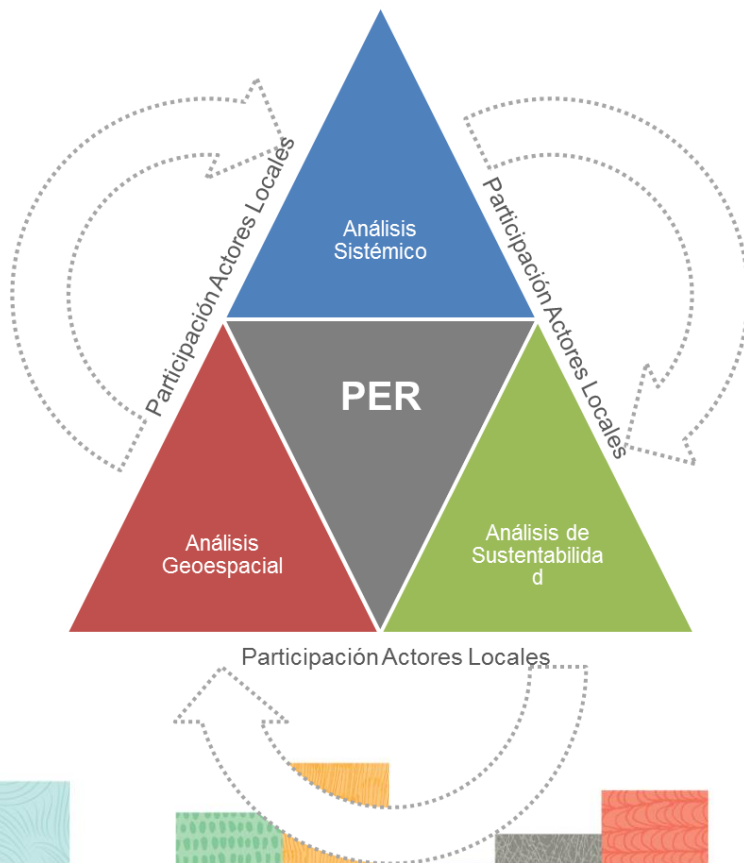 Participación Actores Locales
Participación Actores Locales
Análisis
Sistémico
PER
Análisis
Geoespacial
Análisis de
Sustentabilida
d
Participación Actores Locales